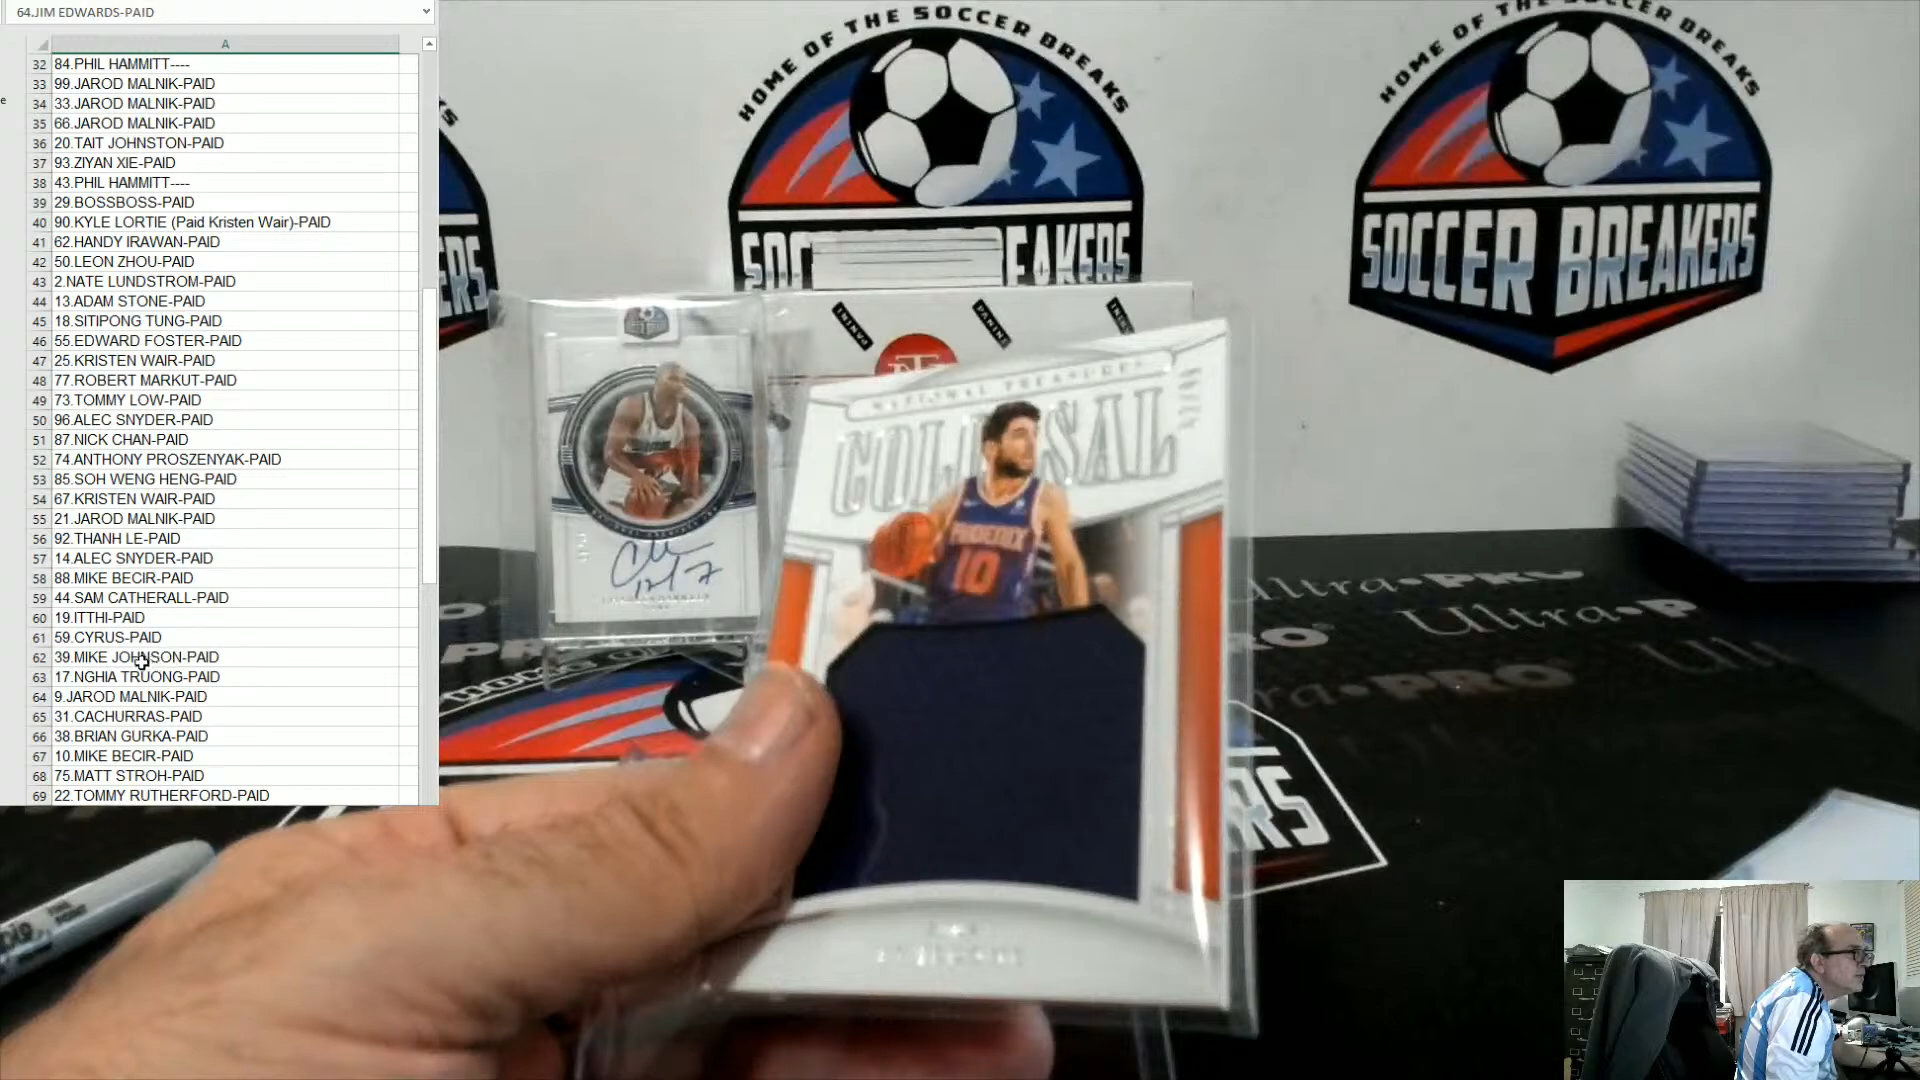 64.JIM EDWARDS-PAID
A
32 84.PHIL HAMMITT----
33 99.JAROD MALNIK-PAID
34 33.JAROD MALNIK-PAID
35 66.JAROD MALNIK-PAID
36 20.TAIT JOHNSTON-PAID
37 93.ZIYAN XIE-PAID
38 43.PHIL HAMMITT----
39 29.BOSSBOSS-PAID
40 90.KYLE LORTIE (Paid Kristen Wair)-PAID
41 62.HANDY IRAWAN-PAID
42 50.LEON ZHOU-PAID
43 2.NATE LUNDSTROM-PAID
44 13.ADAM STONE-PAID
45 18.SITIPONG TUNG-PAID
46 55.EDWARD FOSTER-PAID
47 25.KRISTEN WAIR-PAID
48 77.ROBERT MARKUT-PAID
49 73.TOMMY LOW-PAID
50 96.ALEC SNYDER-PAID
51 87.NICK CHAN-PAID
52 74.ANTHONY PROSZENYAK-PAID
53 85.SOH WENG HENG-PAID
54 67.KRISTEN WAIR-PAID
55 21.JAROD MALNIK-PAID
56 92.THANH LE-PAID
57 14.ALEC SNYDER-PAID
58 88.MIKE BECIR-PAID
59 44.SAM CATHERALL-PAID
60 19.ITTHI-PAID
61 59.CYRUS-PAID
62 39.MIKE JOHNSON-PAID
63 17.NGHIA TRUONG-PAID
64 9.JAROD MALNIK-PAID
65 31.CACHURRAS-PAID
66 38.BRIAN GURKA-PAID
67 10.MIKE BECIR-PAID
68 75.MATT STROH-PAID
69 22.TOMMY RUTHERFORD-PAID
HOME OF THE SOCCER BREAKS
HOME OF THE SOCCER BREAKS
SOCCER BREAKERS
PANINI
PANINI
NATIONAL TREASURES
COLOSSAL
PHOENIX
10
Ultra PRO
Ultra PRO